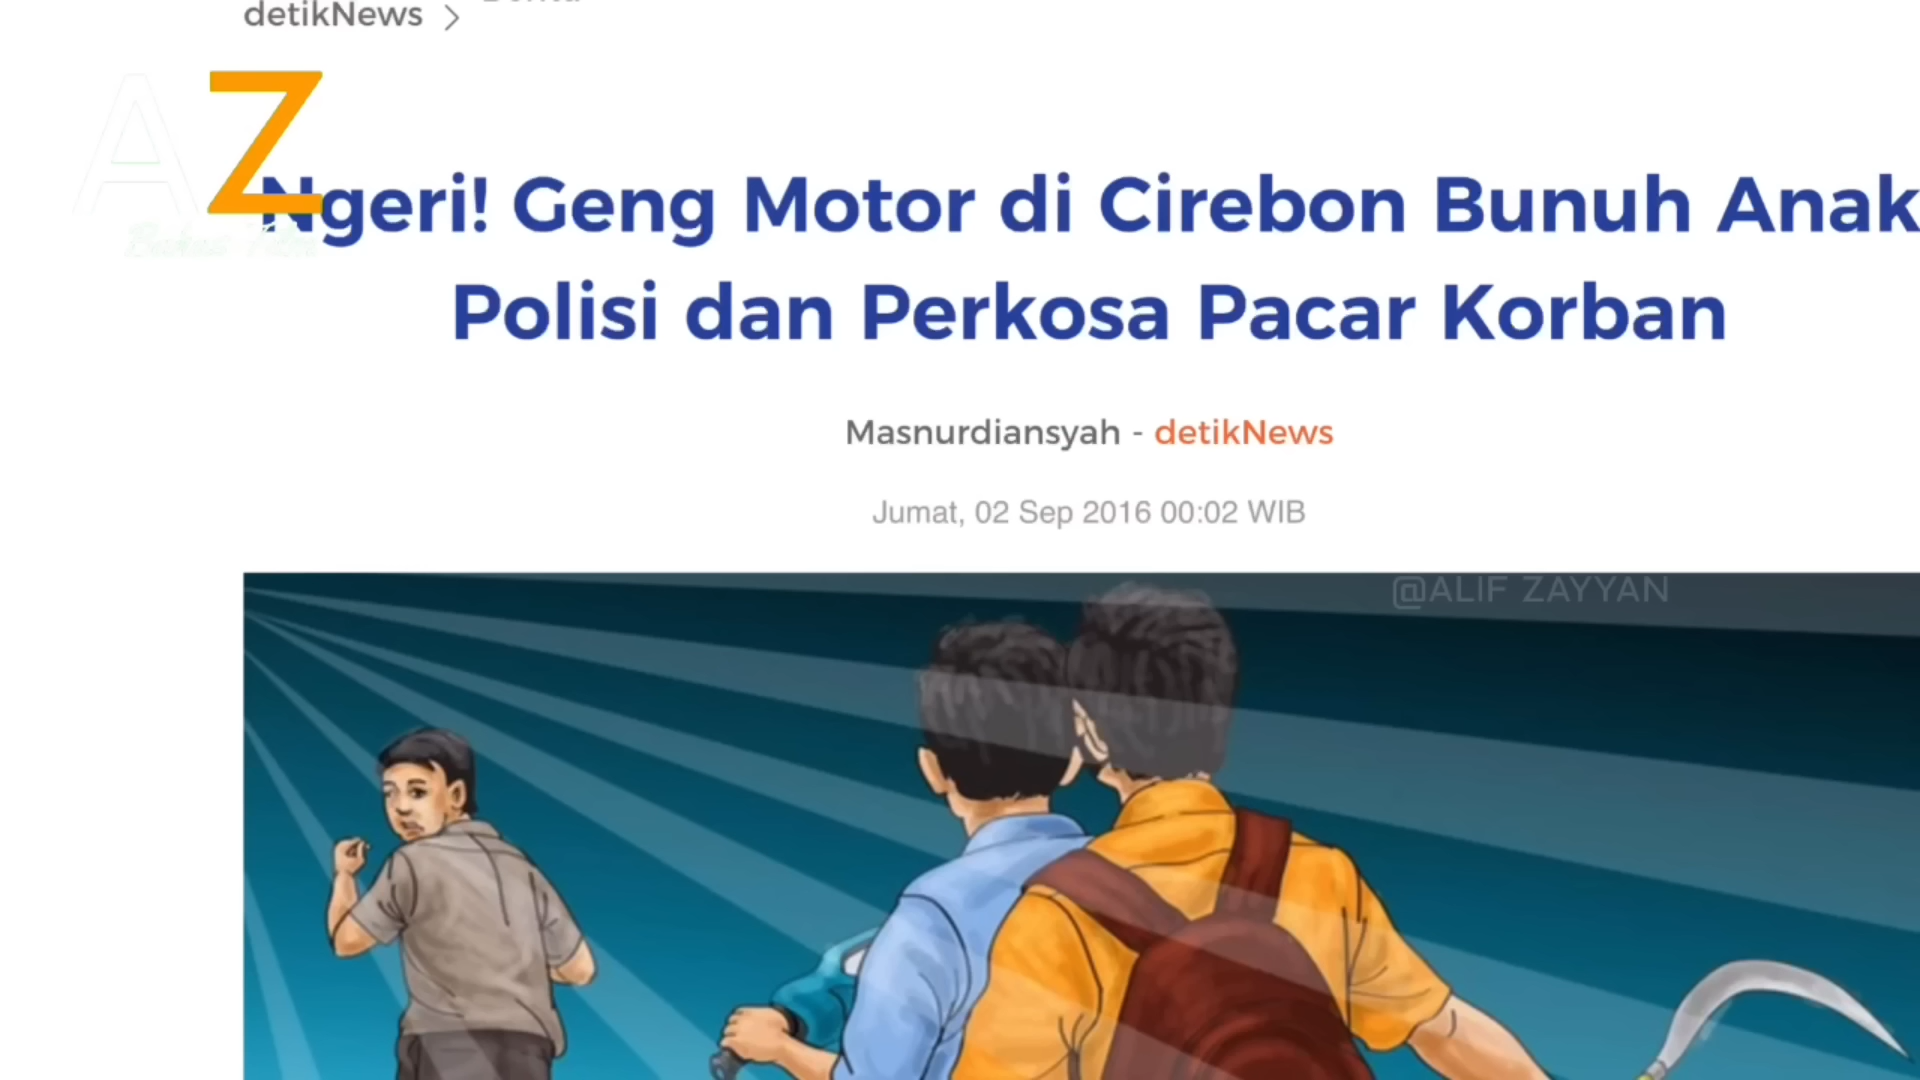 detikNews >
AZ
Ngeri! Geng Motor di Cirebon Bunuh Anak
Polisi dan Perkosa Pacar Korban
Masnurdiansyah - detikNews
Jumat, 02 Sep 2016 00:02 WIB
@ALIF ZAYYAN